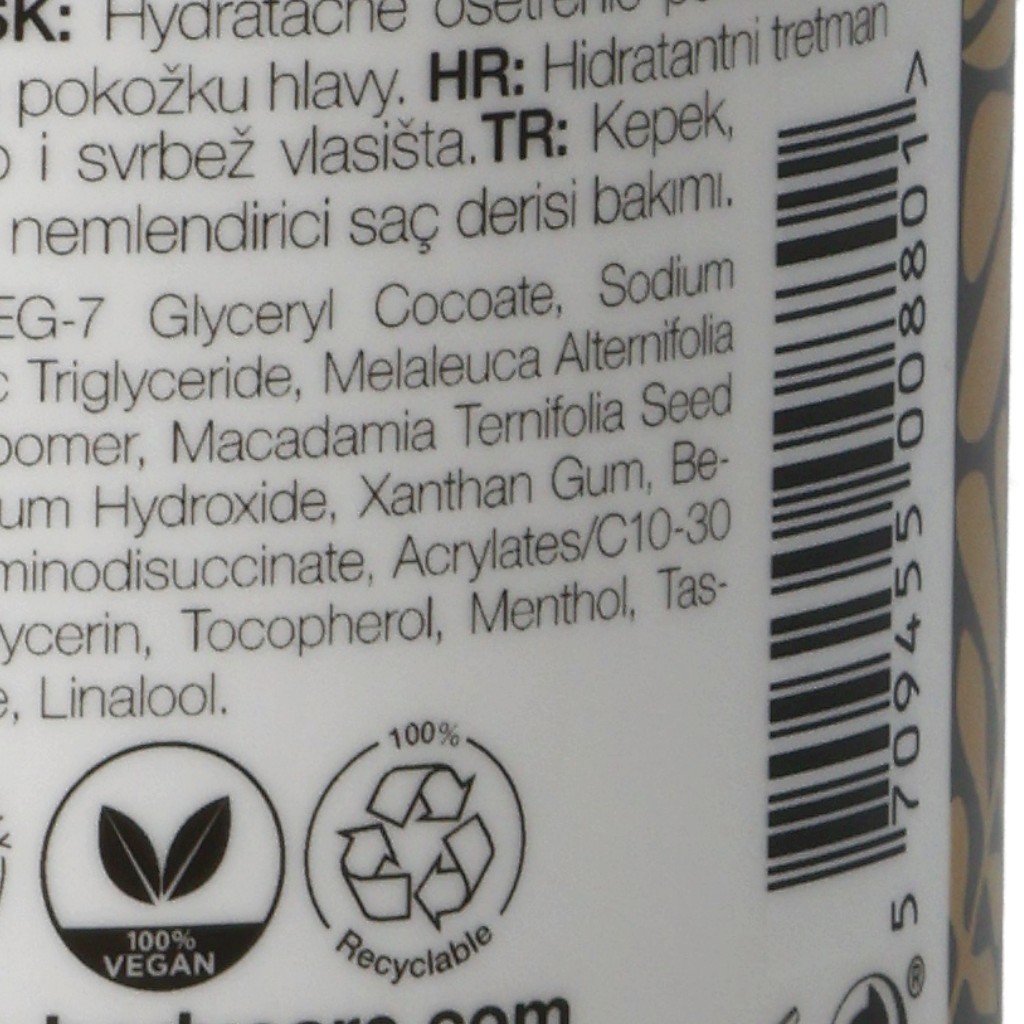 SK: Hydratačné ošetrenie
pokožku hlavy. HR: Hidratantni tretman
i svrbež vlasišta. TR: Kepek,
nemlendirici saç derisi bakımı.
EG-7 Glyceryl Cocoate, Sodium
c Triglyceride, Melaleuca Alternifolia
bomer, Macadamia Ternifolia Seed
um Hydroxide, Xanthan Gum, Be-
minodisuccinate, Acrylates/C10-30
ycerin, Tocopherol, Menthol, Tas-
e, Linalool.
100%
VEGAN
100%
Recyclable
5 709455 008801 >
®